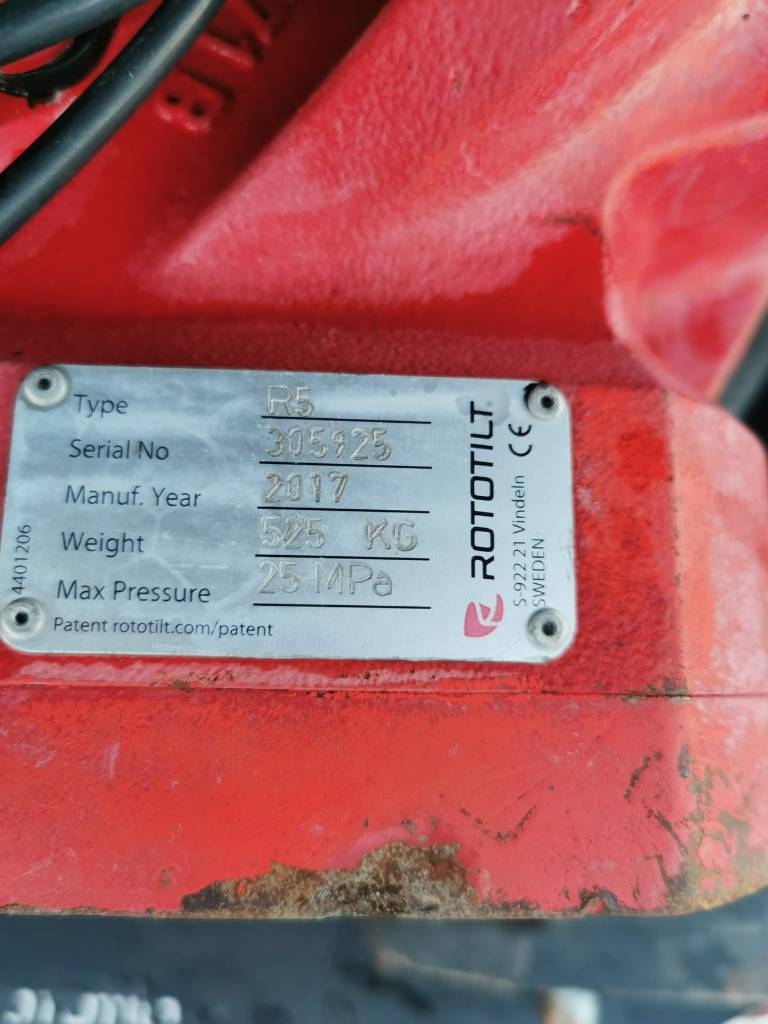 Type R5
Serial No 305925
Manuf. Year 2017
Weight 525 KG
Max Pressure 25 MPa
Patent rototilt.com/patent
4401206
ROTOTILT
S-922 21 Vindeln CE
SWEDEN